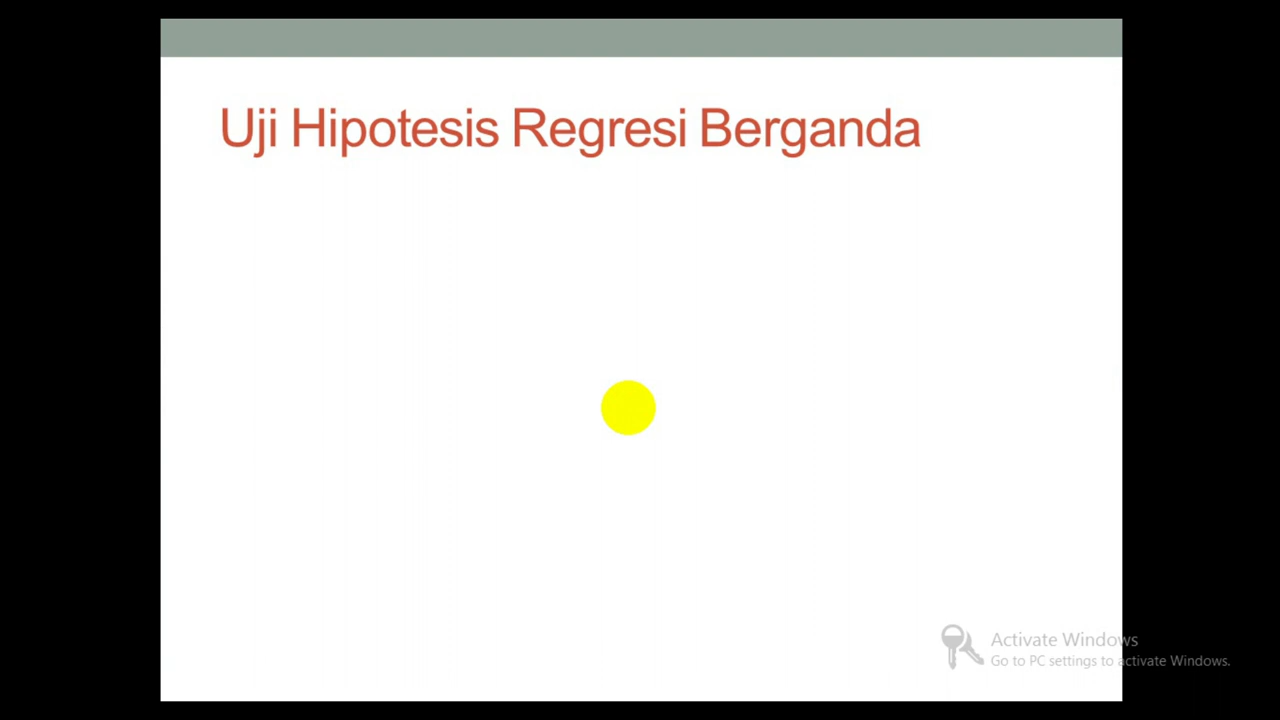 Uji Hipotesis Regresi Berganda
Activate Windows
Go to PC settings to activate Windows.